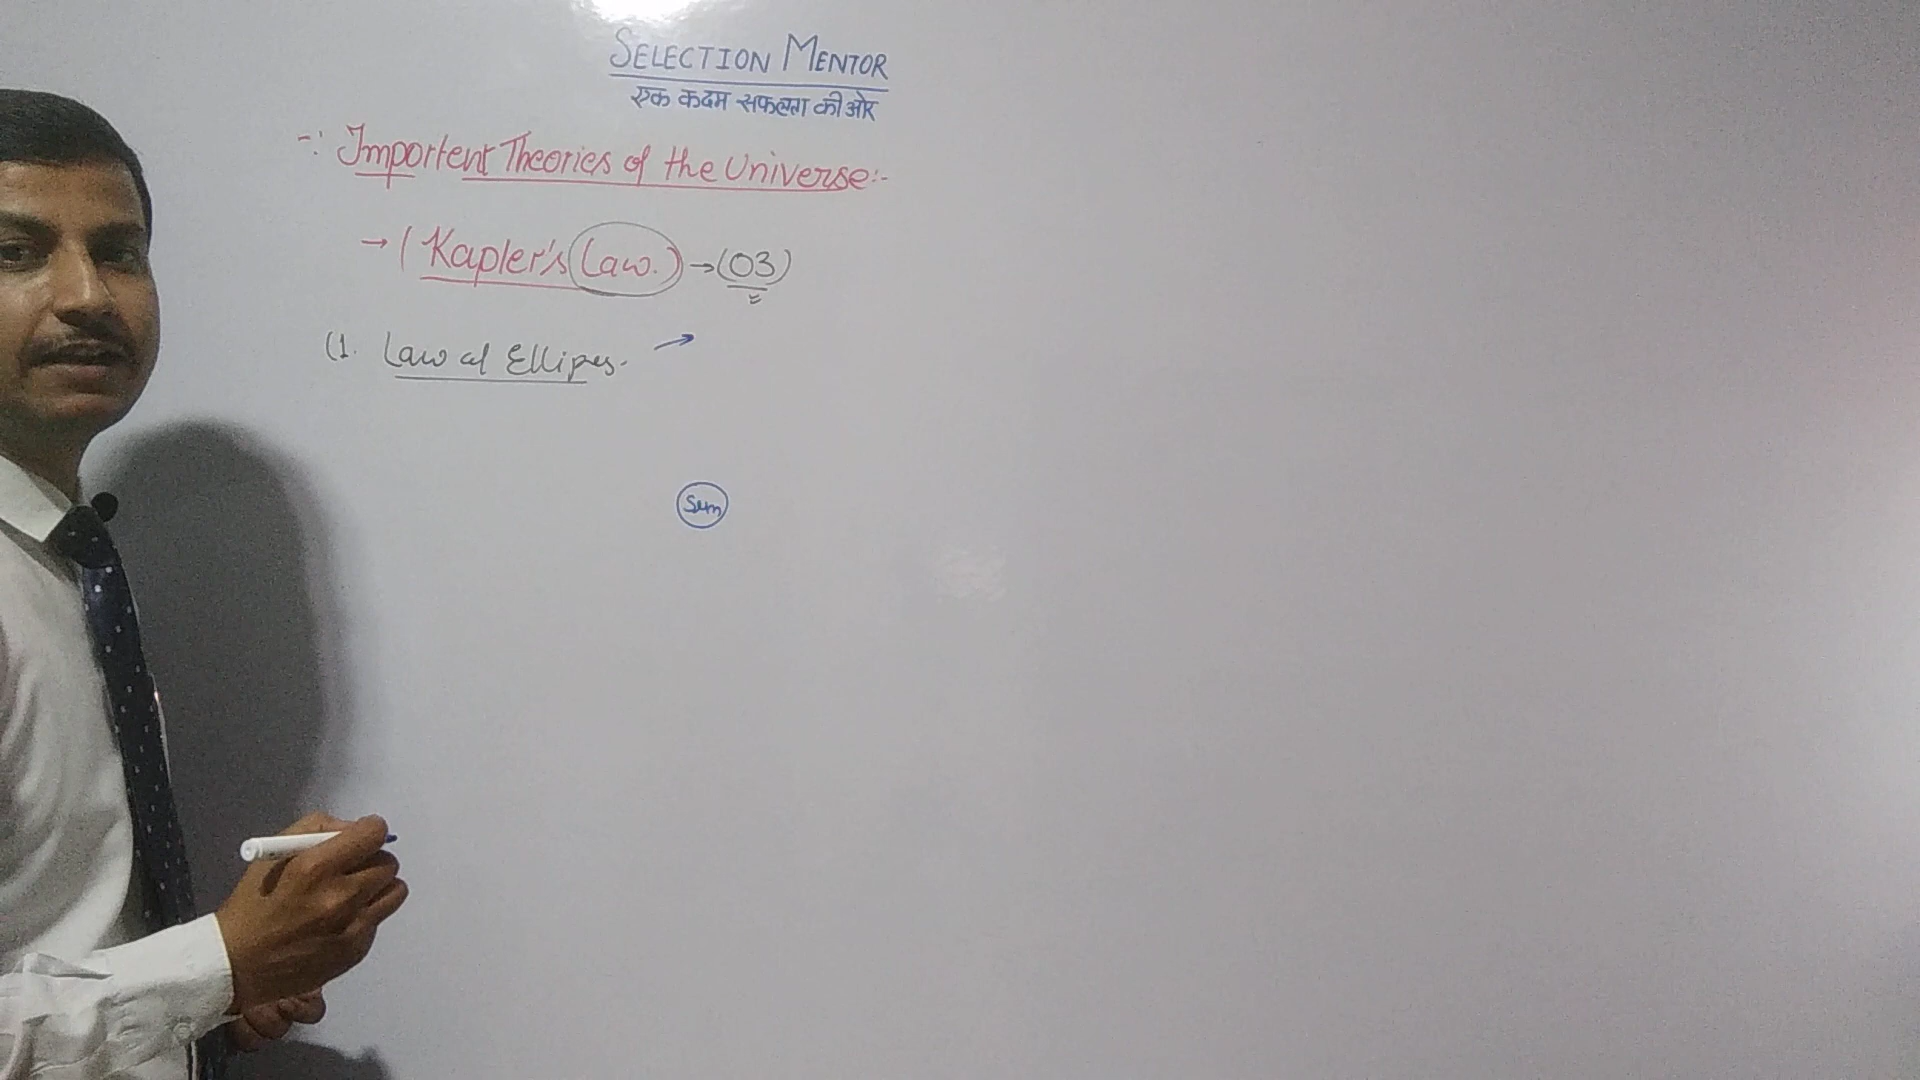 SELECTION MENTOR
एक कदम सफलता की ओर
-: Importent Theories of the Universe:-
→ ( Kapler's (Law.) → (03)
(1. Law of Ellipes. →
Sun